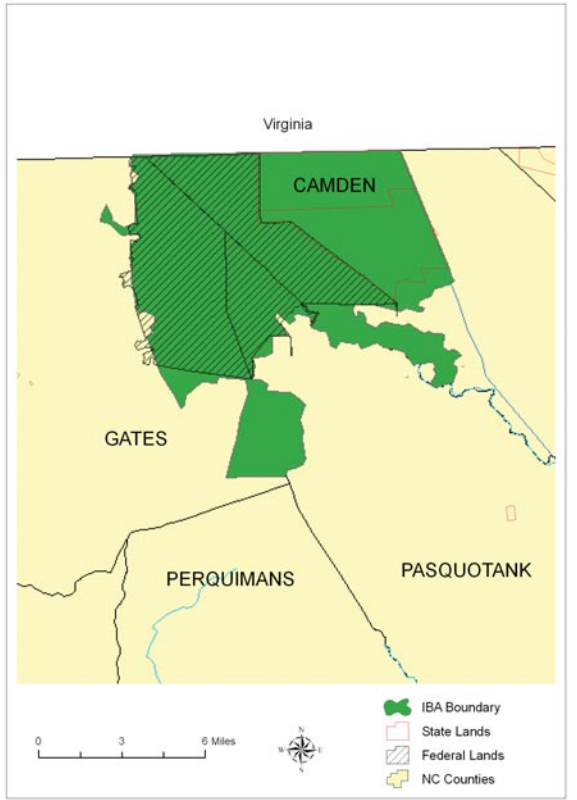 Virginia
CAMDEN
GATES
PERQUIMANS
PASQUOTANK
0 3 6 Miles
N
W E
S
IBA Boundary
State Lands
Federal Lands
NC Counties